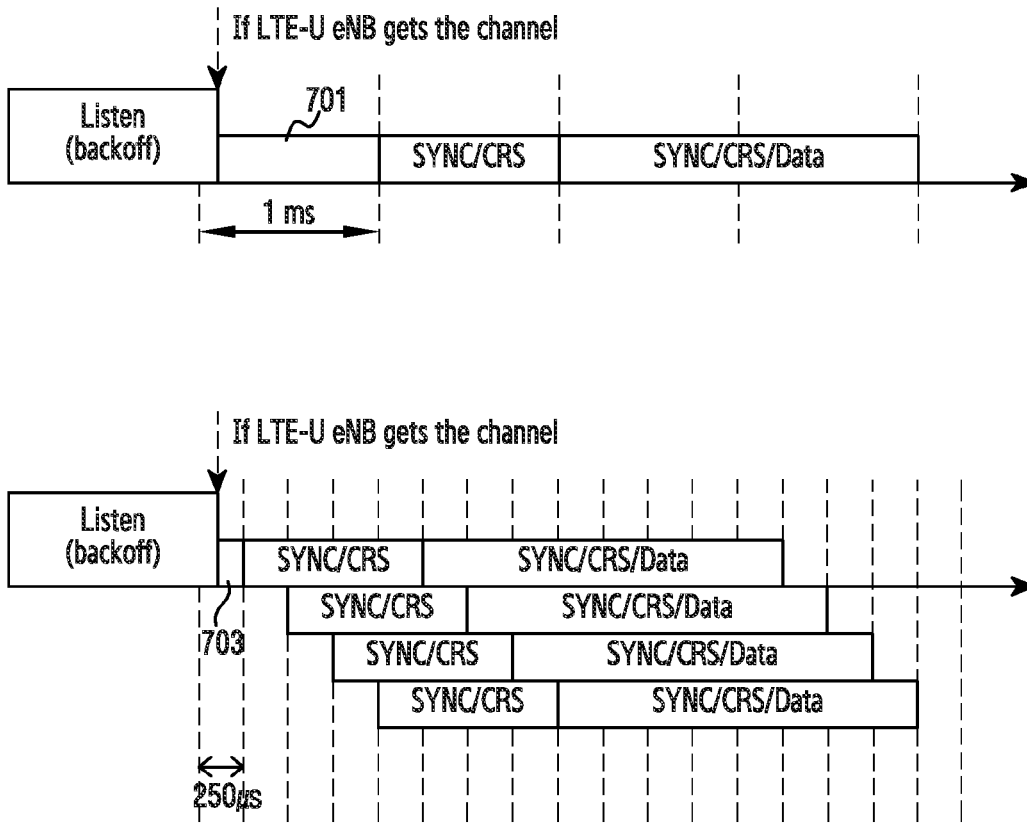 If LTE-U eNB gets the channel
Listen
(backoff)
701
SYNC/CRS
SYNC/CRS/Data
1 ms
If LTE-U eNB gets the channel
Listen
(backoff)
SYNC/CRS
SYNC/CRS/Data
SYNC/CRS
SYNC/CRS/Data
703
SYNC/CRS
SYNC/CRS/Data
SYNC/CRS
SYNC/CRS/Data
250μs